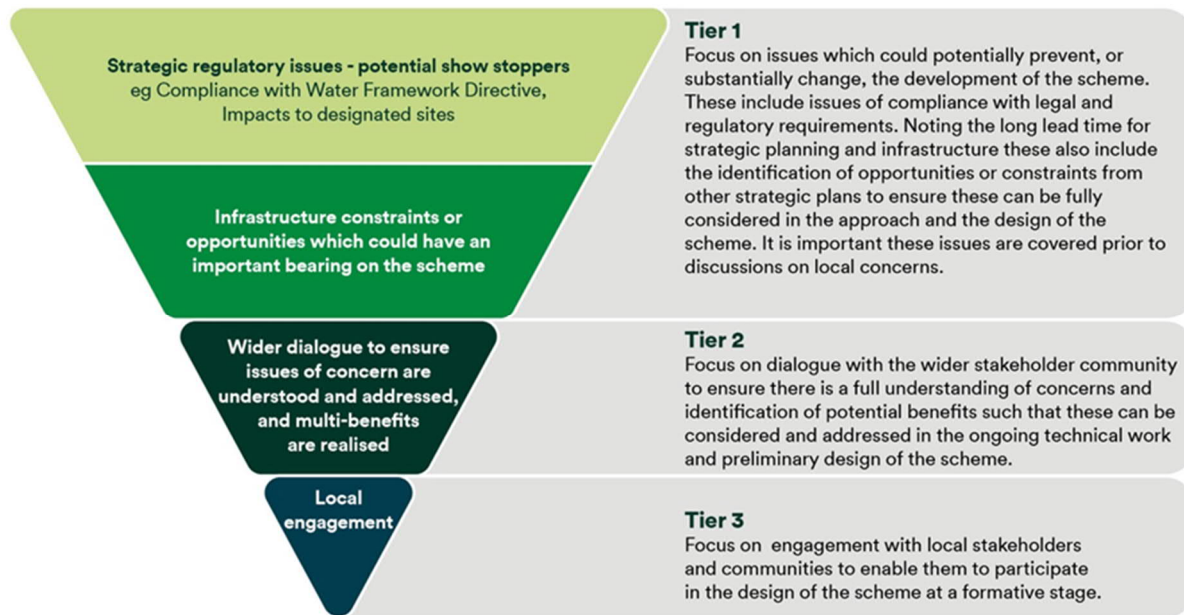 Strategic regulatory issues - potential show stoppers
eg Compliance with Water Framework Directive,
Impacts to designated sites
Infrastructure constraints or
opportunities which could have an
important bearing on the scheme
Wider dialogue to ensure
issues of concern are
understood and addressed,
and multi-benefits
are realised
Local
engagement
Tier 1
Focus on issues which could potentially prevent, or
substantially change, the development of the scheme.
These include issues of compliance with legal and
regulatory requirements. Noting the long lead time for
strategic planning and infrastructure these also include
the identification of opportunities or constraints from
other strategic plans to ensure these can be fully
considered in the approach and the design of the
scheme. It is important these issues are covered prior to
discussions on local concerns.
Tier 2
Focus on dialogue with the wider stakeholder community
to ensure there is a full understanding of concerns and
identification of potential benefits such that these can be
considered and addressed in the ongoing technical work
and preliminary design of the scheme.
Tier 3
Focus on engagement with local stakeholders
and communities to enable them to participate
in the design of the scheme at a formative stage.